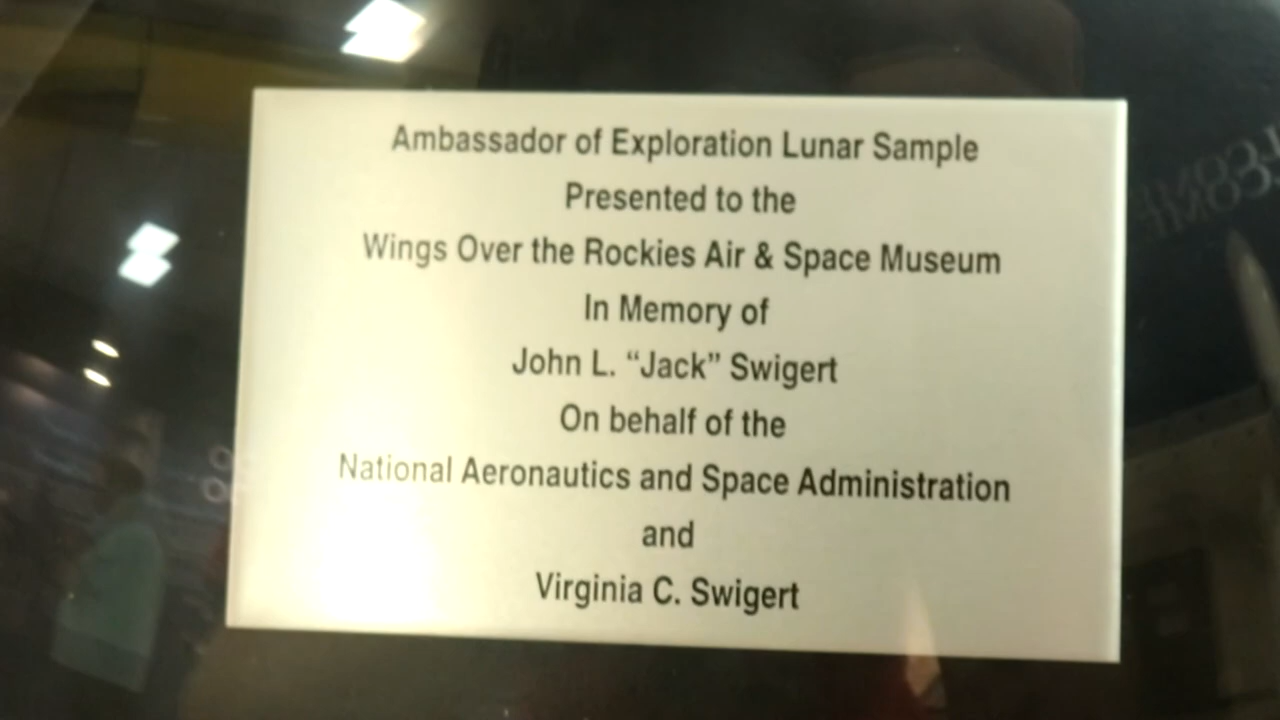 Ambassador of Exploration Lunar Sample
Presented to the
Wings Over the Rockies Air & Space Museum
In Memory of
John L. “Jack” Swigert
On behalf of the
National Aeronautics and Space Administration
and
Virginia C. Swigert